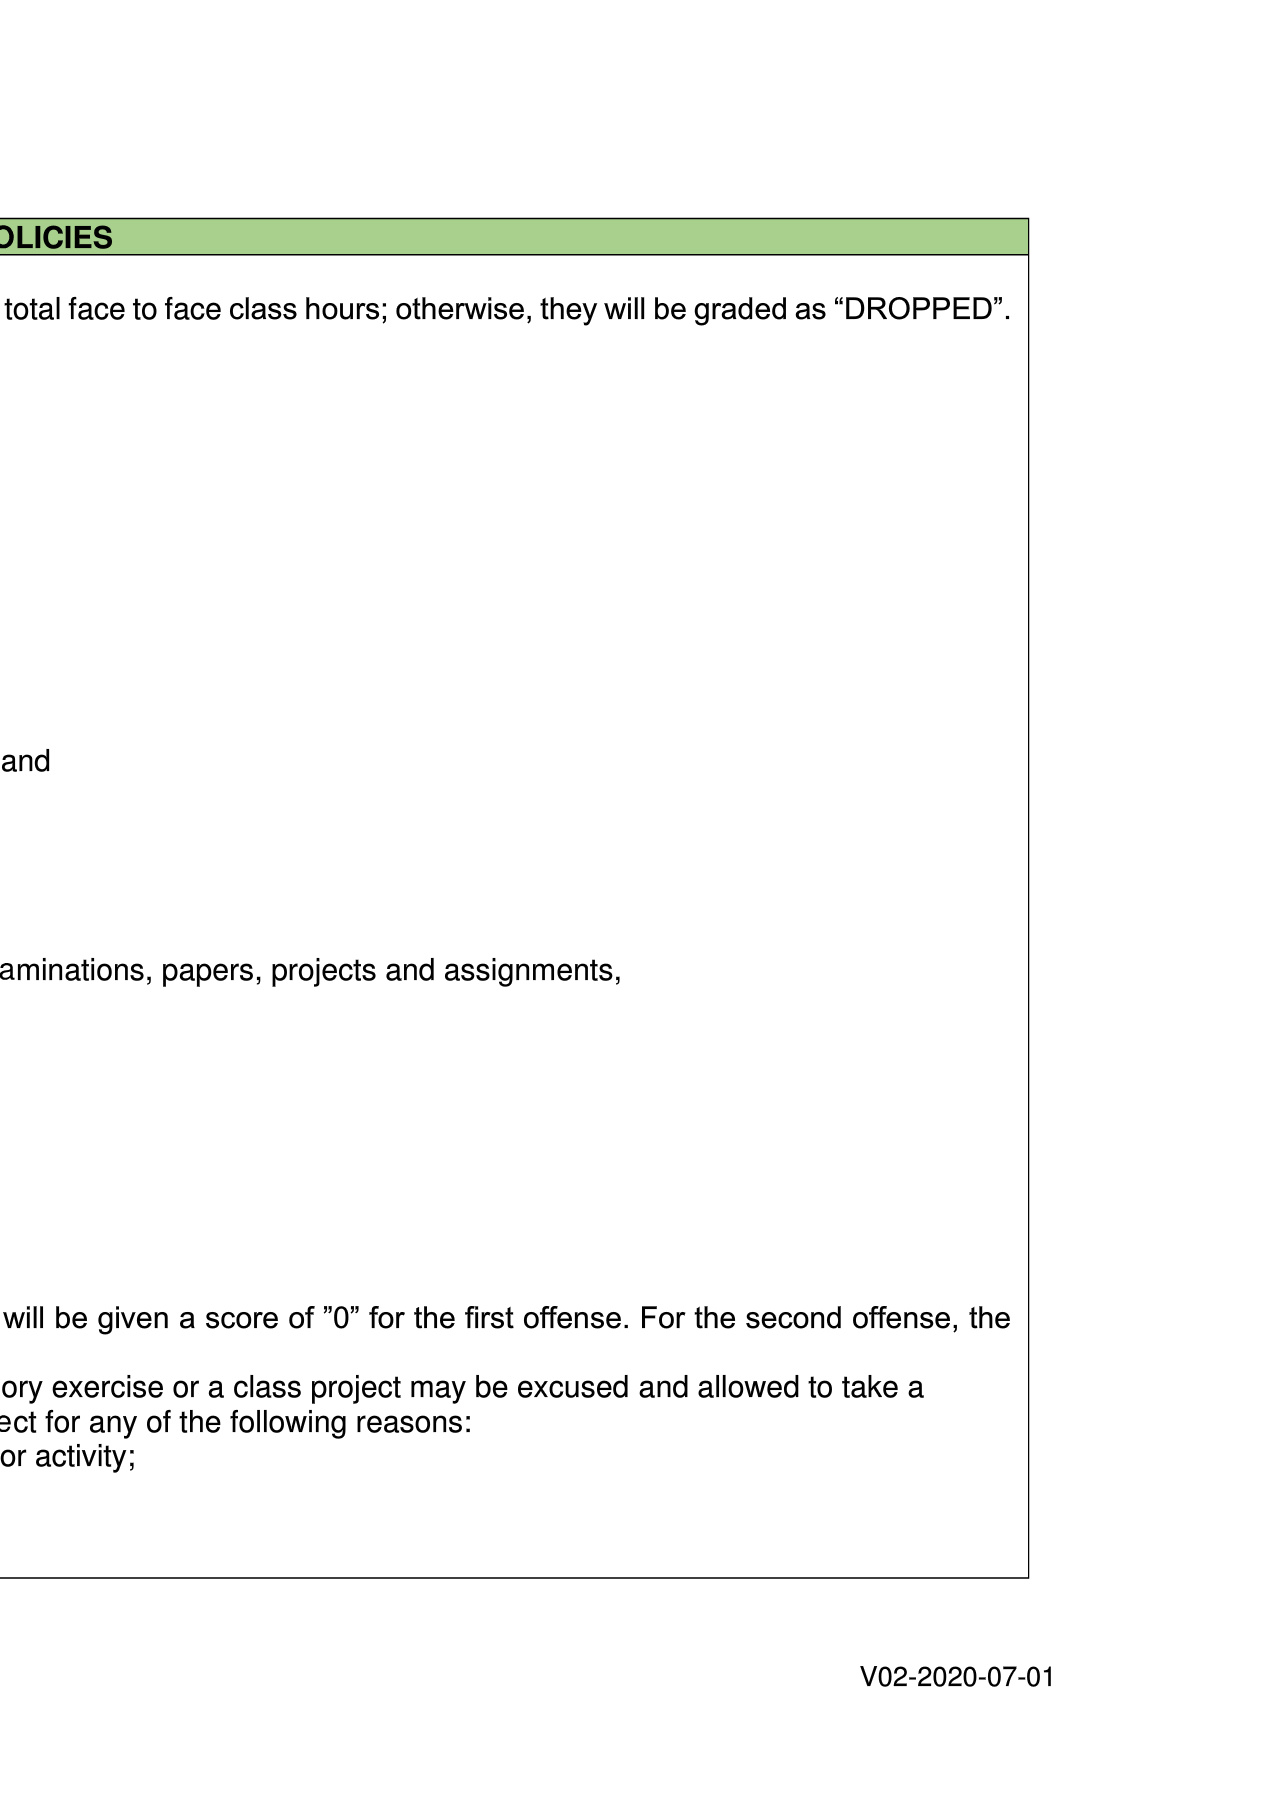 OLICIES
total face to face class hours; otherwise, they will be graded as “DROPPED”.
and
aminations, papers, projects and assignments,
will be given a score of ”0” for the first offense. For the second offense, the
ory exercise or a class project may be excused and allowed to take a
ect for any of the following reasons:
or activity;
V02-2020-07-01